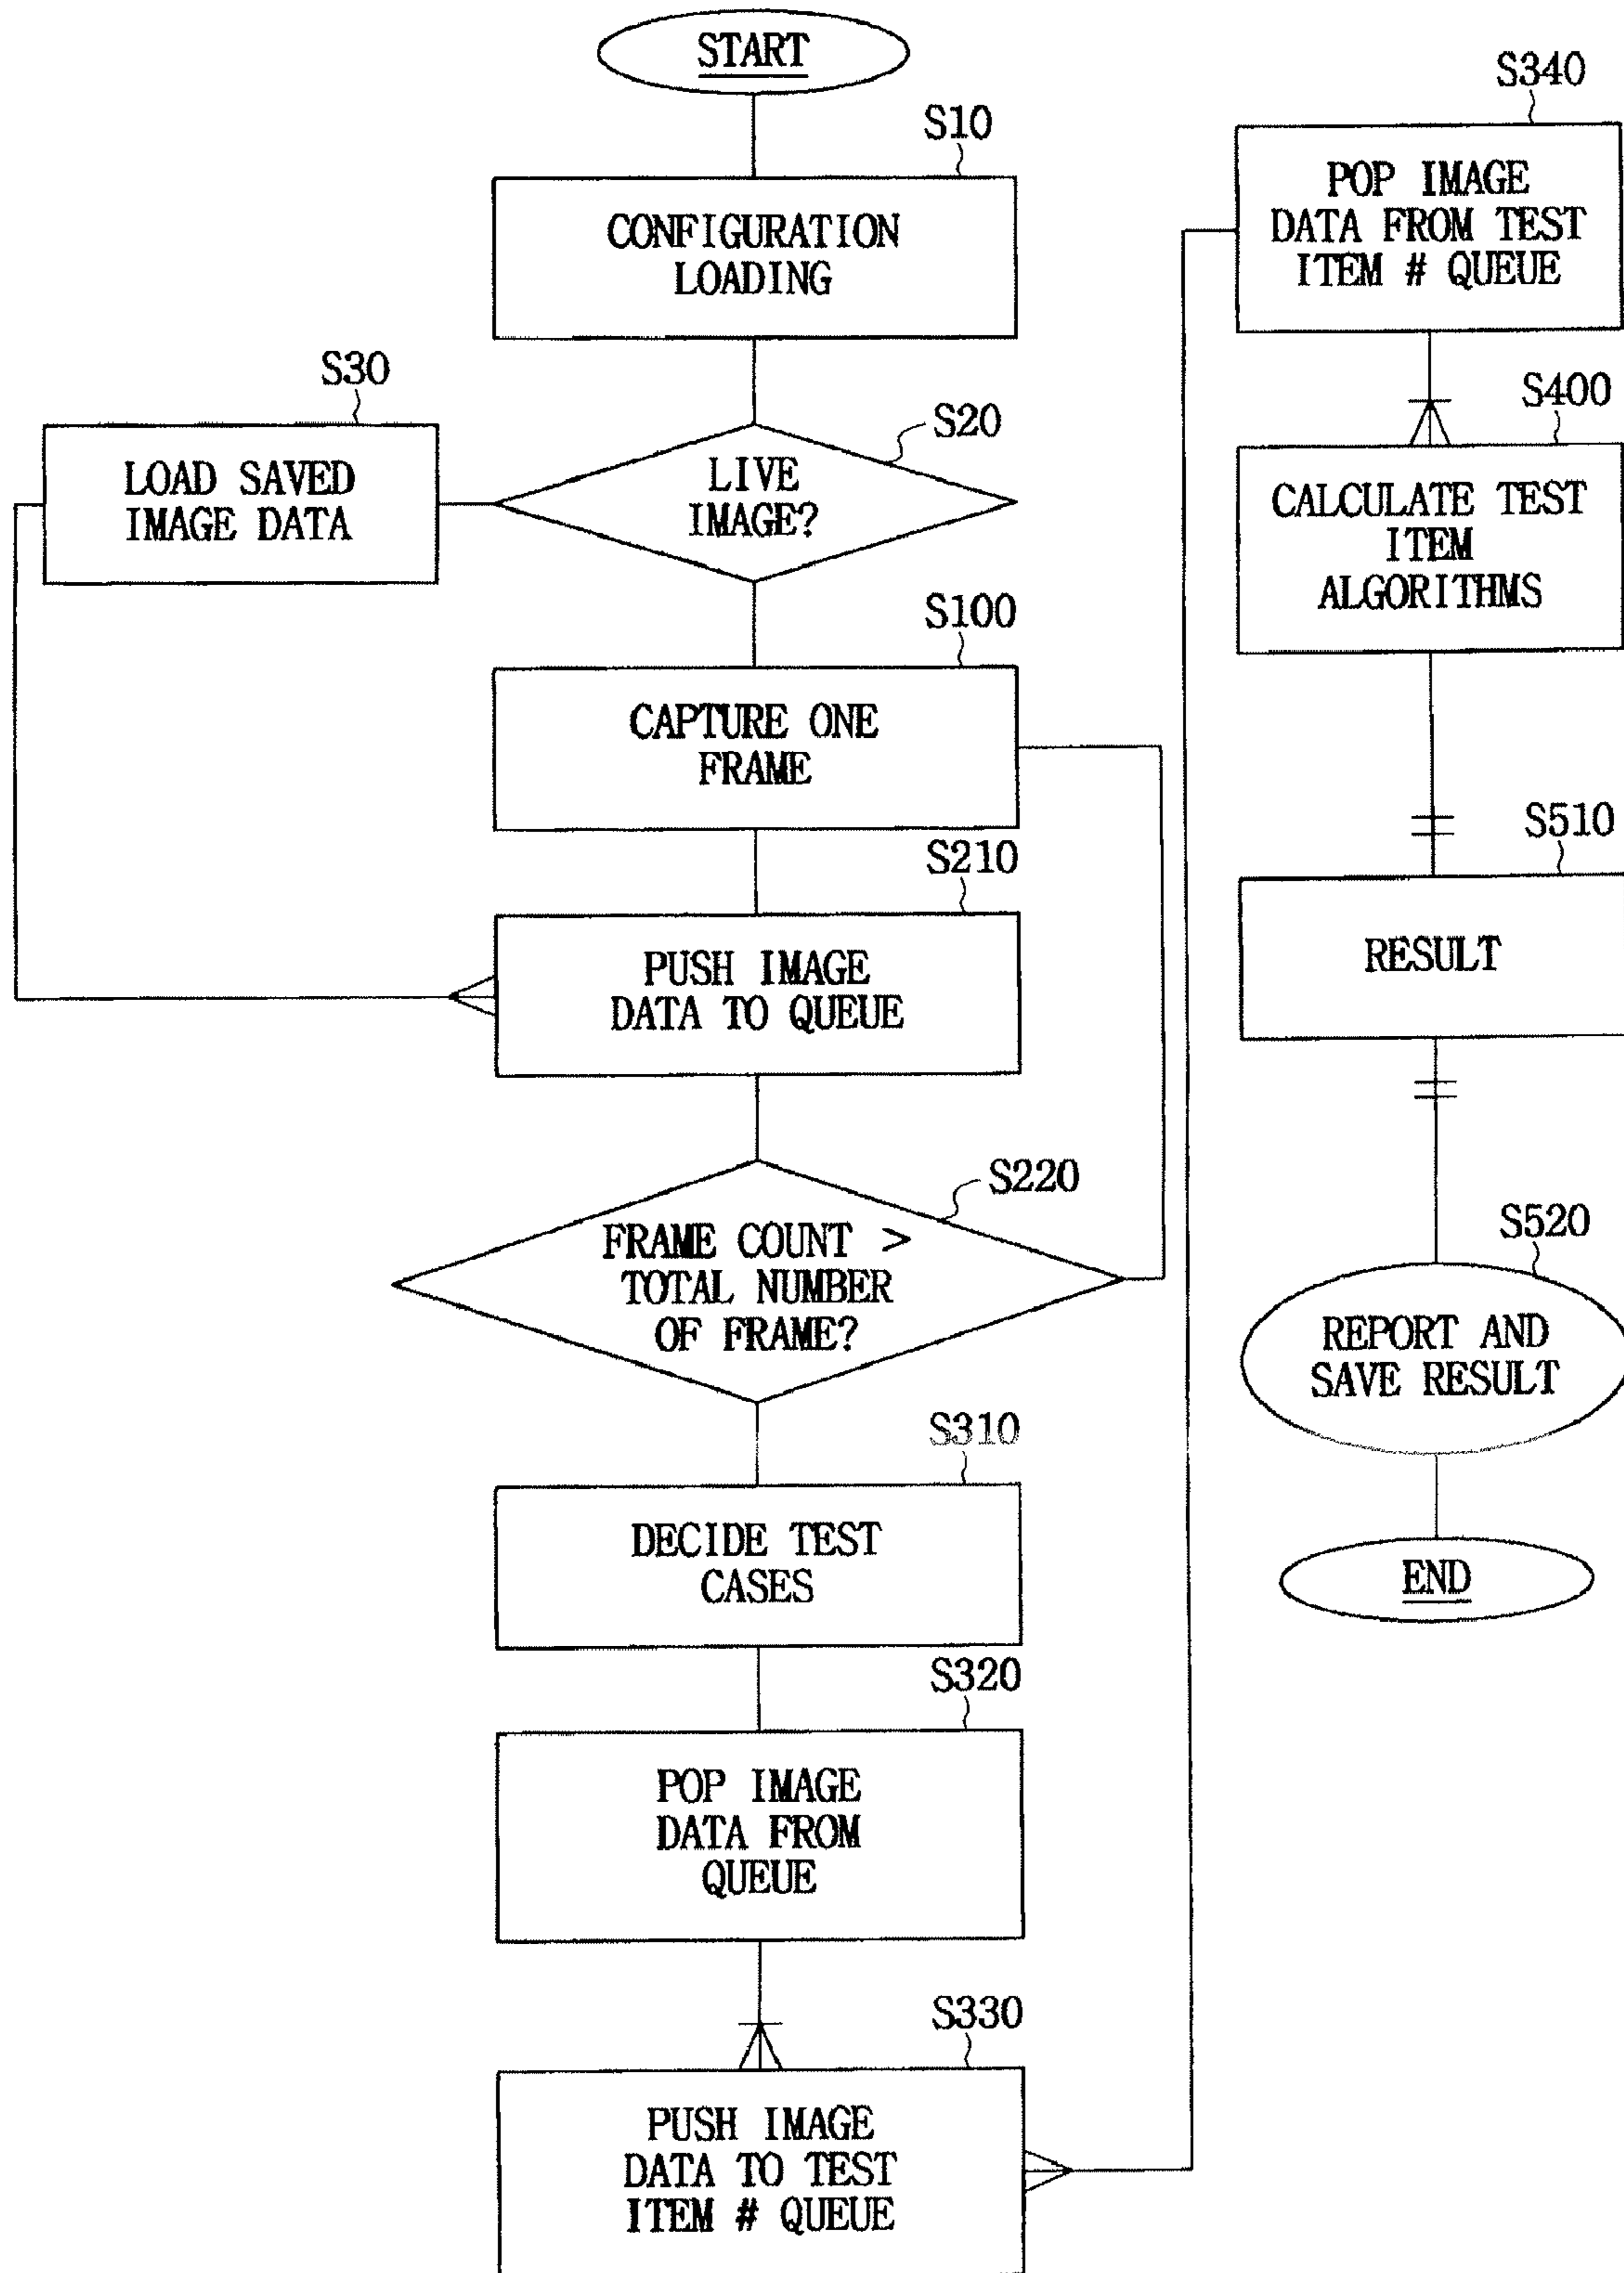 START
S10
CONFIGURATION
LOADING
S20
LIVE
IMAGE?
S30
LOAD SAVED
IMAGE DATA
S100
CAPTURE ONE
FRAME
S210
PUSH IMAGE
DATA TO QUEUE
S220
FRAME COUNT >
TOTAL NUMBER
OF FRAME?
S310
DECIDE TEST
CASES
S320
POP IMAGE
DATA FROM
QUEUE
S330
PUSH IMAGE
DATA TO TEST
ITEM # QUEUE
S340
POP IMAGE
DATA FROM TEST
ITEM # QUEUE
S400
CALCULATE TEST
ITEM
ALGORITHMS
S510
RESULT
S520
REPORT AND
SAVE RESULT
END